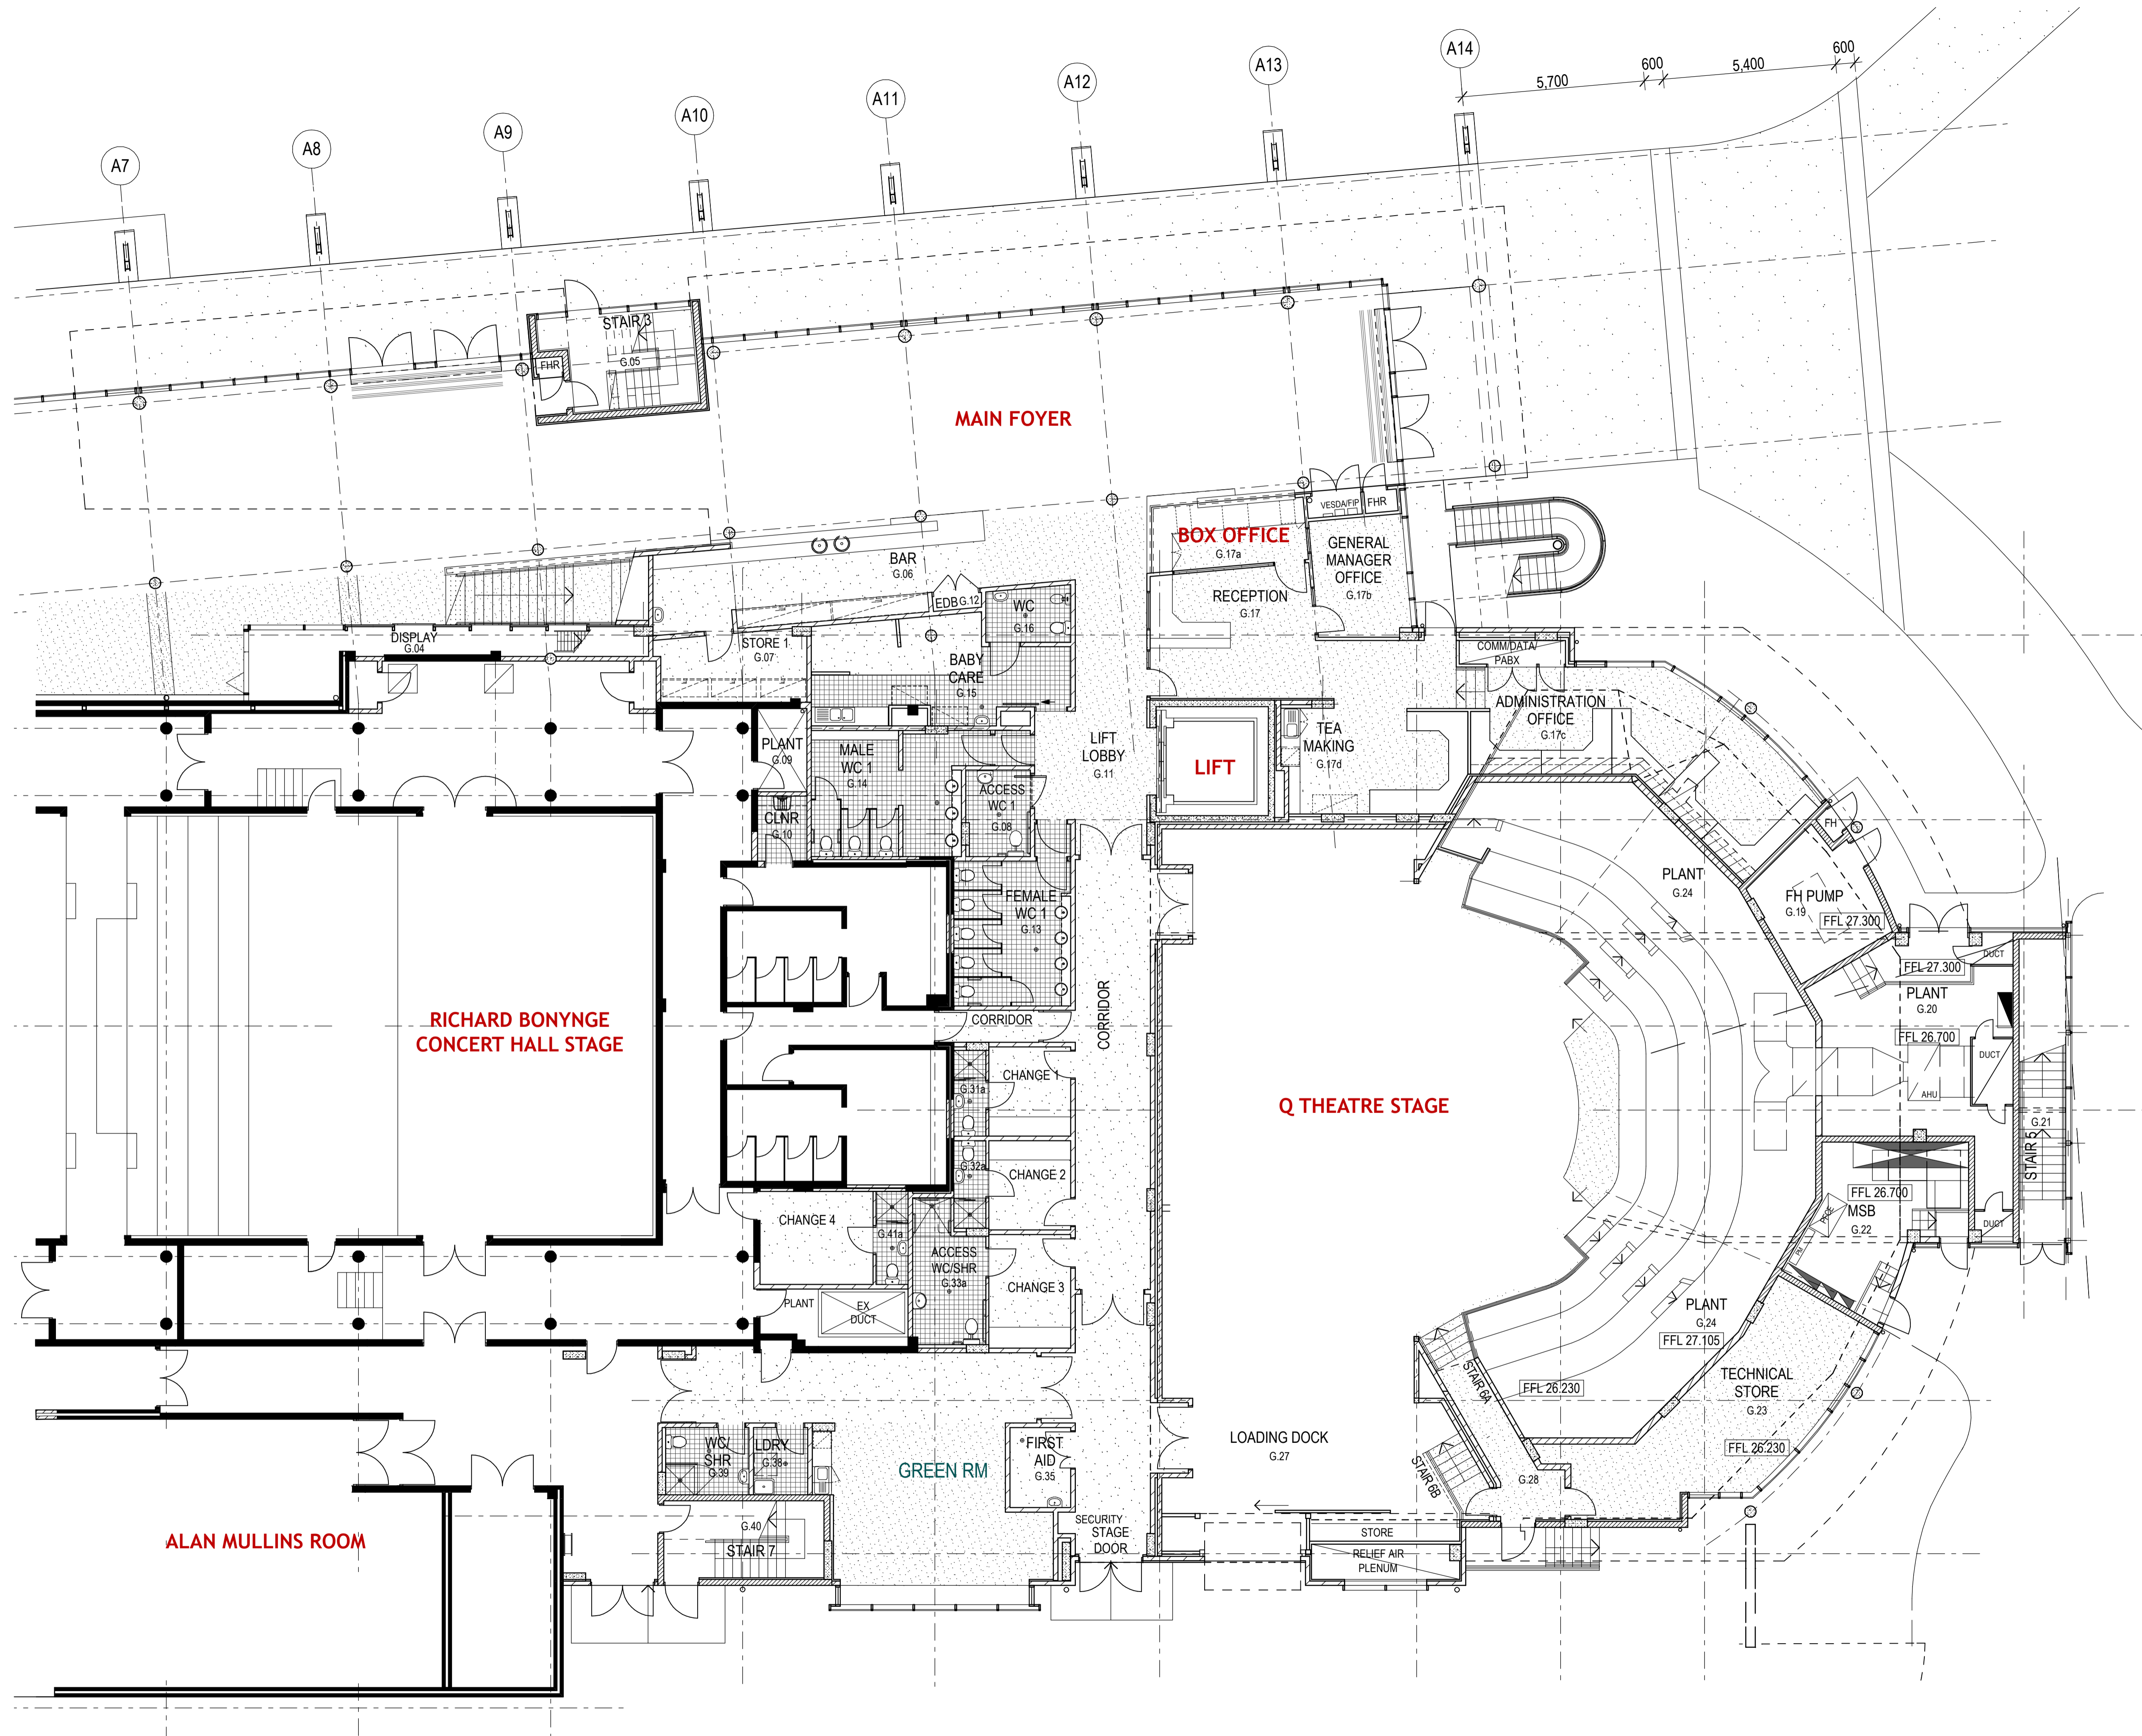 A7
A8
A9
A10
A11
A12
A13
A14
5,700
600
5,400
600
STAIR 3
G.05
FHR
MAIN FOYER
BOX OFFICE
G.17a
VESDA/FIP
FHR
GENERAL
MANAGER
OFFICE
G.17b
BAR
G.06
EDB G.12
WC
G.16
RECEPTION
G.17
DISPLAY
G.04
STORE 1
G.07
BABY
CARE
G.15
COMM/DATA/
PABX
ADMINISTRATION
OFFICE
G.17c
PLANT
G.09
MALE
WC 1
G.14
LIFT
LOBBY
G.11
LIFT
TEA
MAKING
G.17d
CLNR
G.10
ACCESS
WC 1
G.08
FH
PLANT
G.24
FH PUMP
G.19
FFL 27.300
FEMALE
WC 1
G.13
DUCT
FFL 27.300
PLANT
G.20
FFL 26.700
DUCT
AHU
RICHARD BONYNGE
CONCERT HALL STAGE
CORRIDOR
CORRIDOR
CHANGE 1
G.31a
Q THEATRE STAGE
G.21
STAIR 5
G.32a
CHANGE 2
FFL 26.700
MSB
G.22
PM
DUCT
CHANGE 4
G.41a
ACCESS
WC/SHR
G.33a
CHANGE 3
PLANT
EX
DUCT
PLANT
G.24
FFL 27.105
STAIR 6A
FFL 26.230
TECHNICAL
STORE
G.23
FFL 26.230
WC/
SHR
G.39
LDRY
G.38
GREEN RM
FIRST
AID
G.35
LOADING DOCK
G.27
STAIR 6B
G.28
ALAN MULLINS ROOM
G.40
STAIR 7
SECURITY
STAGE
DOOR
STORE
RELIEF AIR
PLENUM